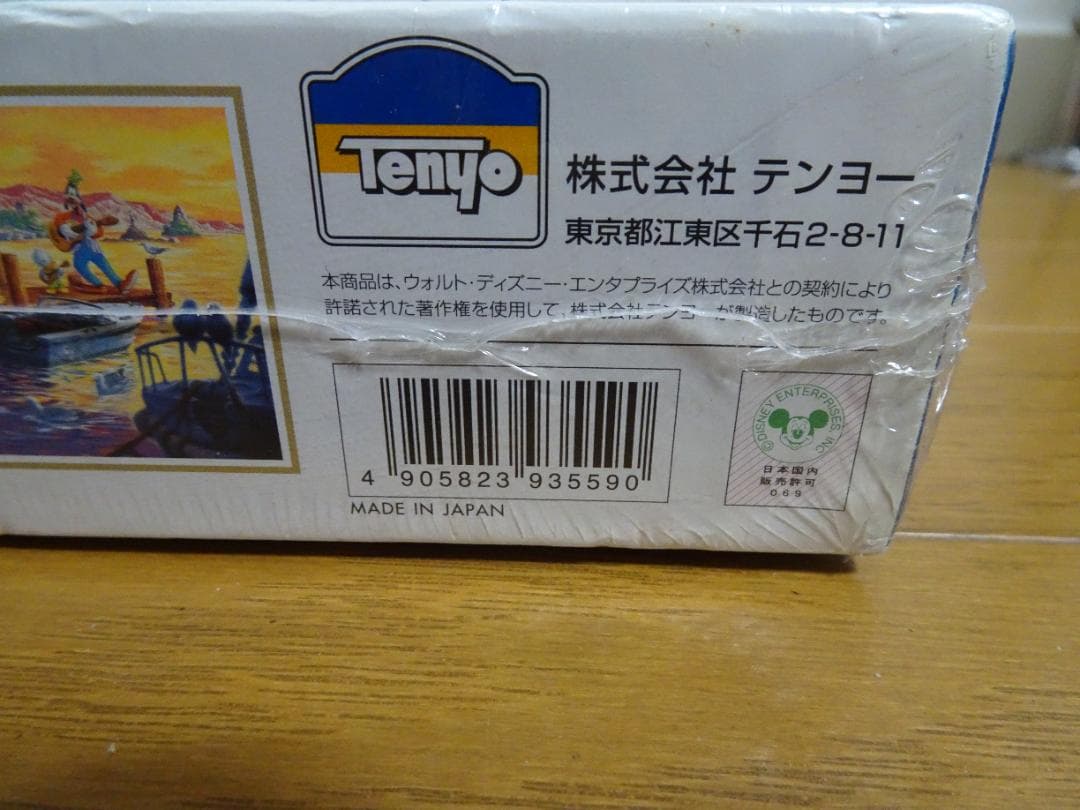 Tenyo
株式会社 テンヨー
東京都江東区千石2-8-11
本商品は、ウォルト・ディズニー・エンタプライズ株式会社との契約により
許諾された著作権を使用して、株式会社テンヨーが製造したものです。
4 905823 935590
MADE IN JAPAN
©DISNEY ENTERPRISES, INC
日本国内
販売許可
069